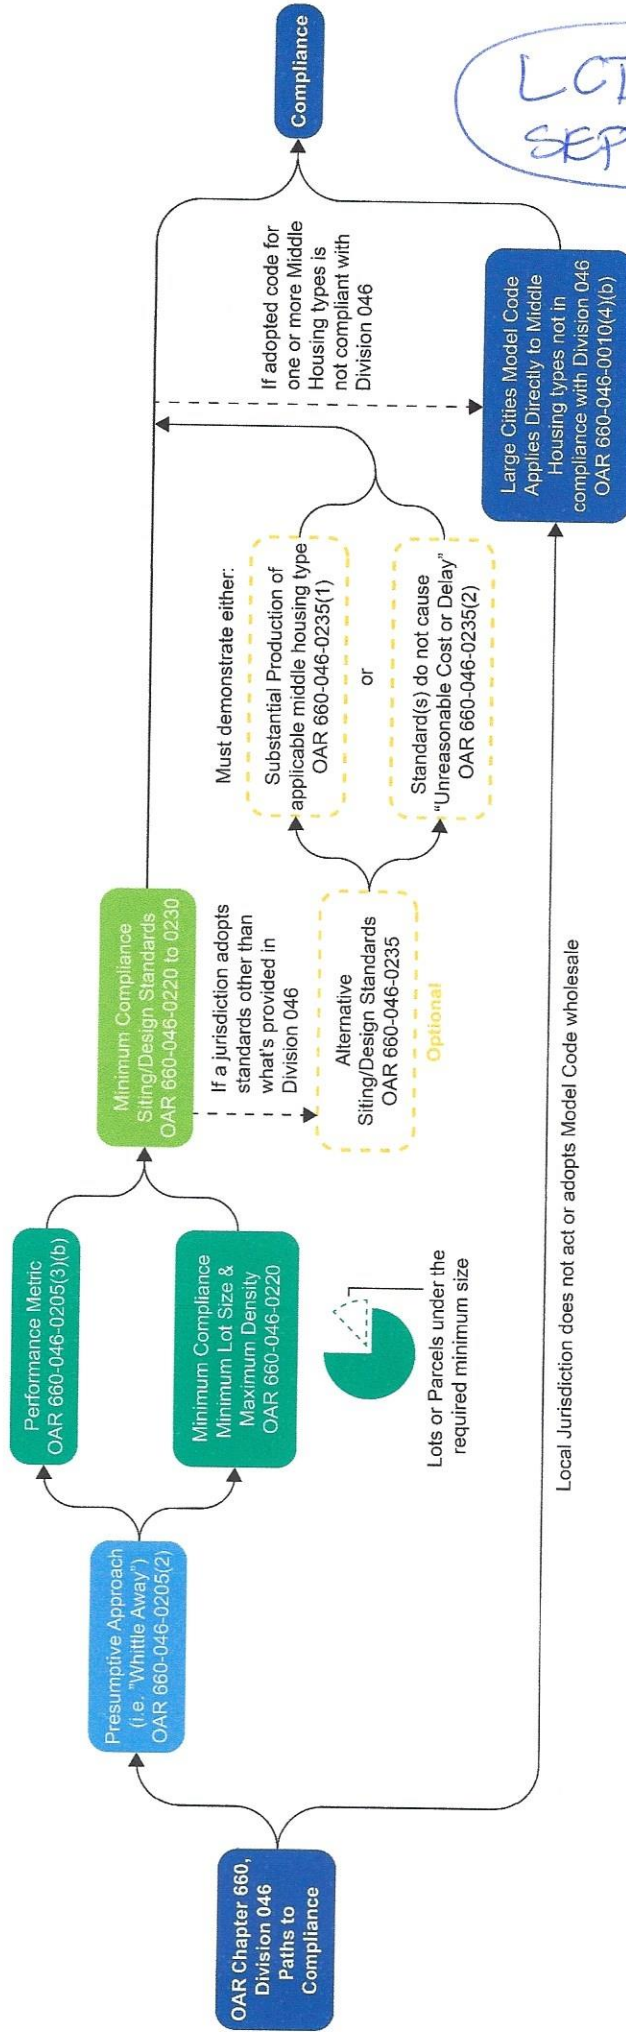 OAR Chapter 660,
Division 046
Paths to
Compliance
Presumptive Approach
(i.e. "Whittle Away")
OAR 660-046-0205(2)
Performance Metric
OAR 660-046-0205(3)(b)
Minimum Compliance
Minimum Lot Size &
Maximum Density
OAR 660-046-0220
Lots or Parcels under the
required minimum size
Minimum Compliance
Siting/Design Standards
OAR 660-046-0220 to 0230
If a jurisdiction adopts
standards other than
what's provided in
Division 046
Alternative
Siting/Design Standards
OAR 660-046-0235
Optional
Must demonstrate either:
Substantial Production of
applicable middle housing type
OAR 660-046-0235(1)
or
Standard(s) do not cause
"Unreasonable Cost or Delay"
OAR 660-046-0235(2)
If adopted code for
one or more Middle
Housing types is
not compliant with
Division 046
Local Jurisdiction does not act or adopts Model Code wholesale
Large Cities Model Code
Applies Directly to Middle
Housing types not in
compliance with Division 046
OAR 660-046-0010(4)(b)
Compliance
SEP